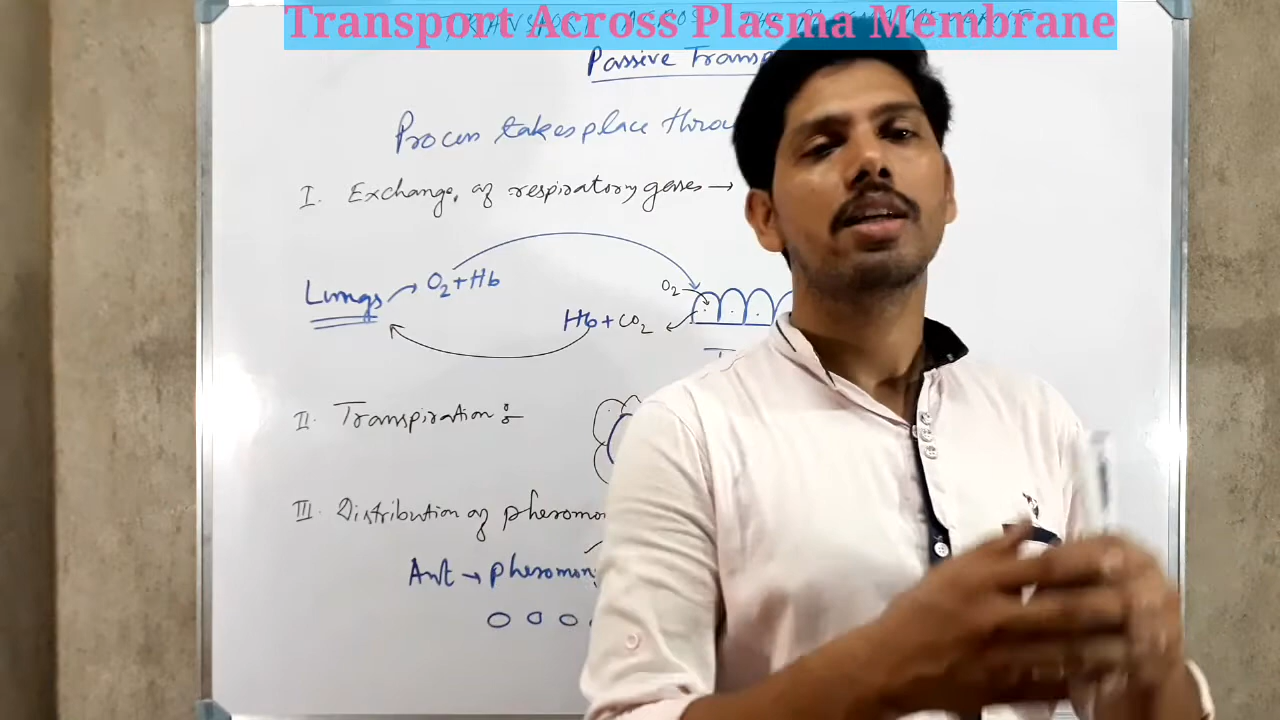 Transport Across Plasma Membrane
Passive Transp
Process takes place throu
I. Exchange of respiratory gases →
Lungs → O2+Hb
O2
Hb+CO2
II. Transpiration :-
III. Distribution of pheromo
Ant → pheromon